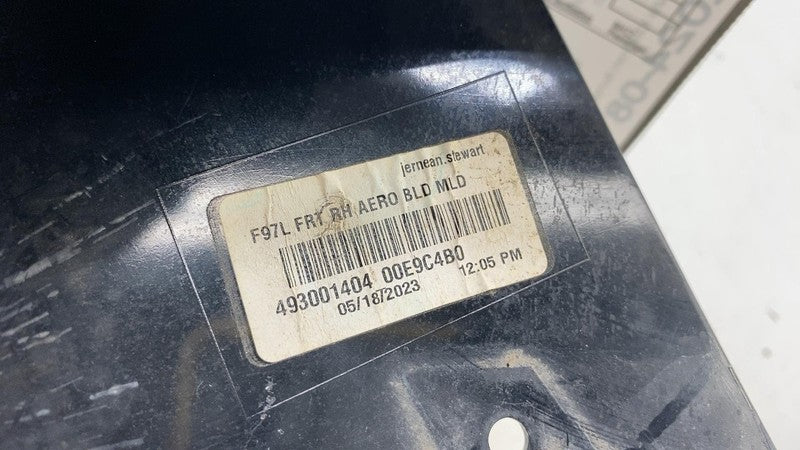 jernean.stewart
F97L FRT RH AERO BLD MLD
493001404 00E9C4B0
05/18/2023 12:05 PM